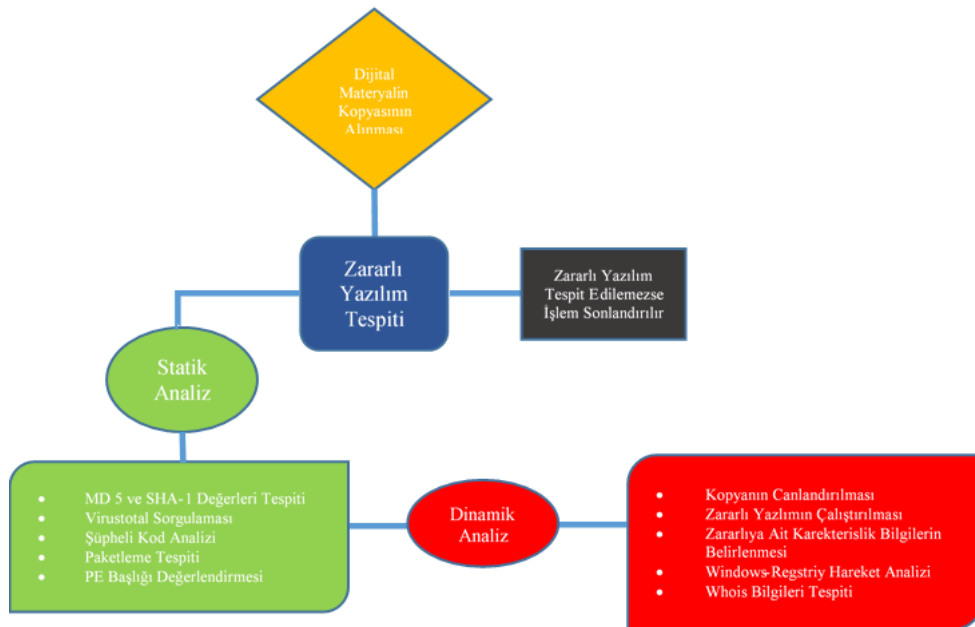 Dijital
Materyalin
Kopyasının
Alınması
Zararlı
Yazılım
Tespiti
Zararlı Yazılım
Tespit Edilemezse
İşlem Sonlandırılır
Statik
Analiz
MD 5 ve SHA-1 Değerleri Tespiti
Virustotal Sorgulaması
Şüpheli Kod Analizi
Paketleme Tespiti
PE Başlığı Değerlendirmesi
Dinamik
Analiz
Kopyanın Canlandırılması
Zararlı Yazlımın Çalıştırılması
Zararlıya Ait Karekterislik Bilgilerin
Belirlenmesi
Windows-Regstriy Hareket Analizi
Whois Bilgileri Tespiti